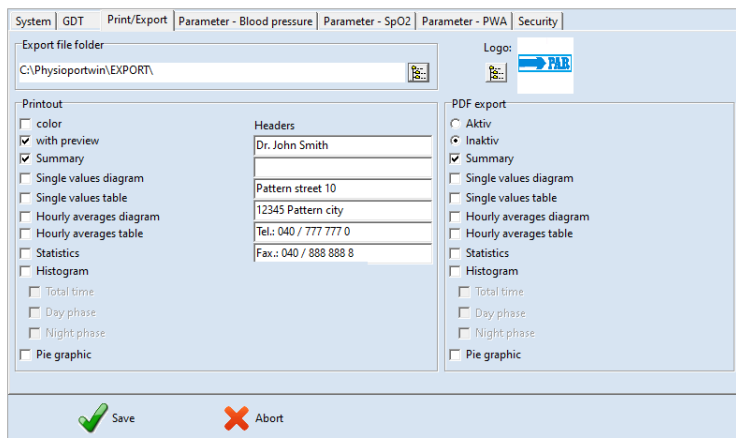 System GDT Print/Export Parameter - Blood pressure Parameter - SpO2 Parameter - PWA Security
Export file folder
C:\Physioportwin\EXPORT\
Logo:
PAR
Printout
color
with preview
Summary
Single values diagram
Single values table
Hourly averages diagram
Hourly averages table
Statistics
Histogram
Total time
Day phase
Night phase
Pie graphic
Headers
Dr. John Smith
Pattern street 10
12345 Pattern city
Tel.: 040 / 777 777 0
Fax.: 040 / 888 888 8
PDF export
Aktiv
Inaktiv
Summary
Single values diagram
Single values table
Hourly averages diagram
Hourly averages table
Statistics
Histogram
Total time
Day phase
Night phase
Pie graphic
Save
Abort